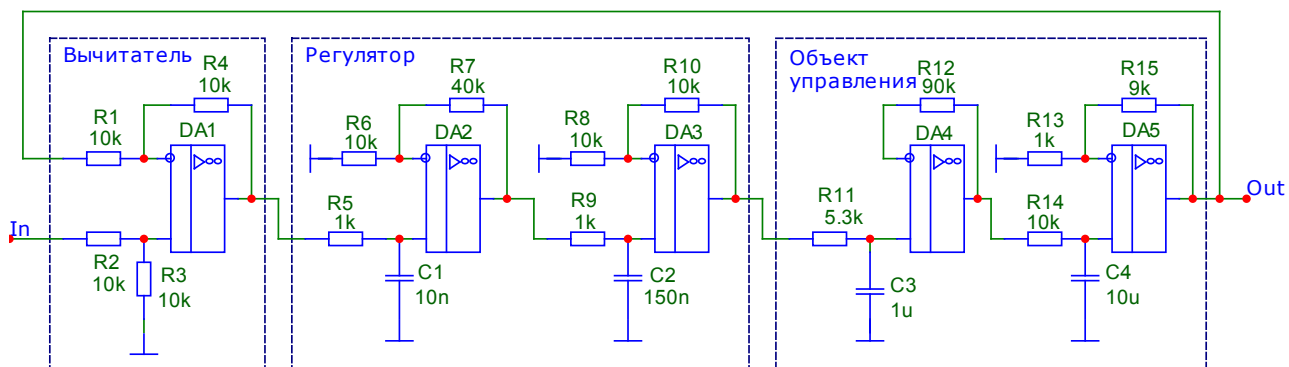 Вычитатель
R4
10k
R1
10k
DA1
▷∞
In
R2
10k
R3
10k
Регулятор
R7
40k
R6
10k
DA2
▷∞
R5
1k
C1
10n
R10
10k
R8
10k
DA3
▷∞
R9
1k
C2
150n
Объект
управления
R12
90k
DA4
▷∞
R11
5.3k
C3
1u
R15
9k
R13
1k
DA5
▷∞
R14
10k
C4
10u
Out